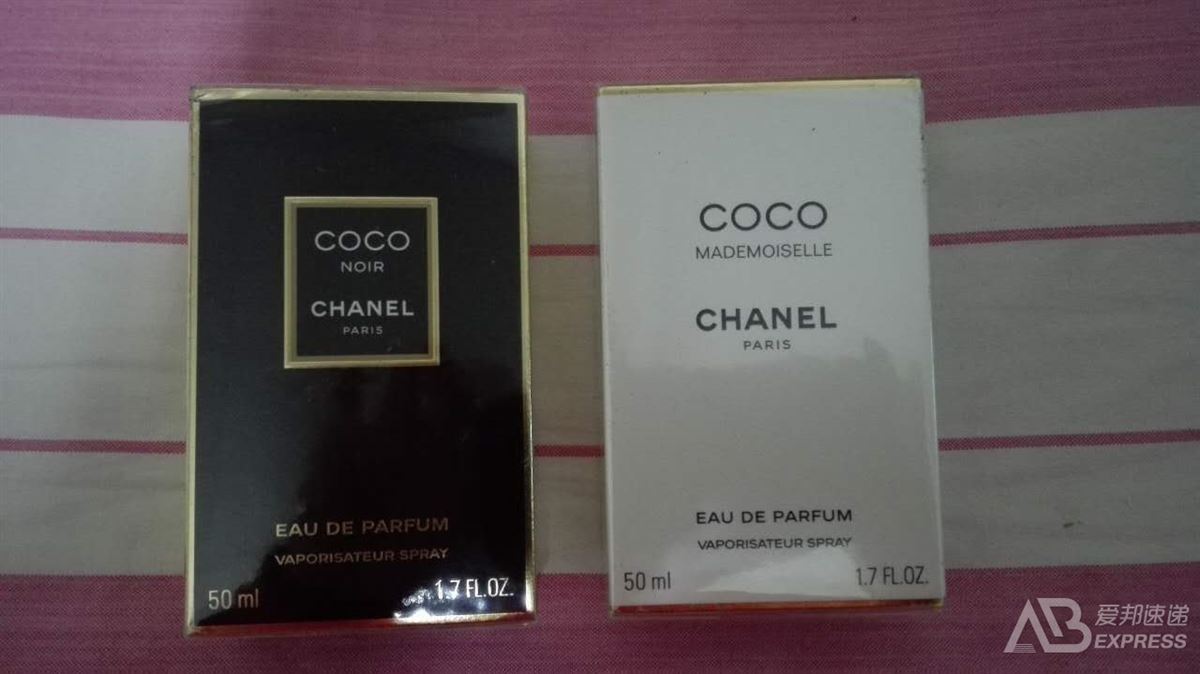 COCO
NOIR
CHANEL
PARIS
EAU DE PARFUM
VAPORISATEUR SPRAY
50 ml
1.7 FL.OZ.
COCO
MADEMOISELLE
CHANEL
PARIS
EAU DE PARFUM
VAPORISATEUR SPRAY
50 ml
1.7 FL.OZ.
AB
爱邦速递
EXPRESS